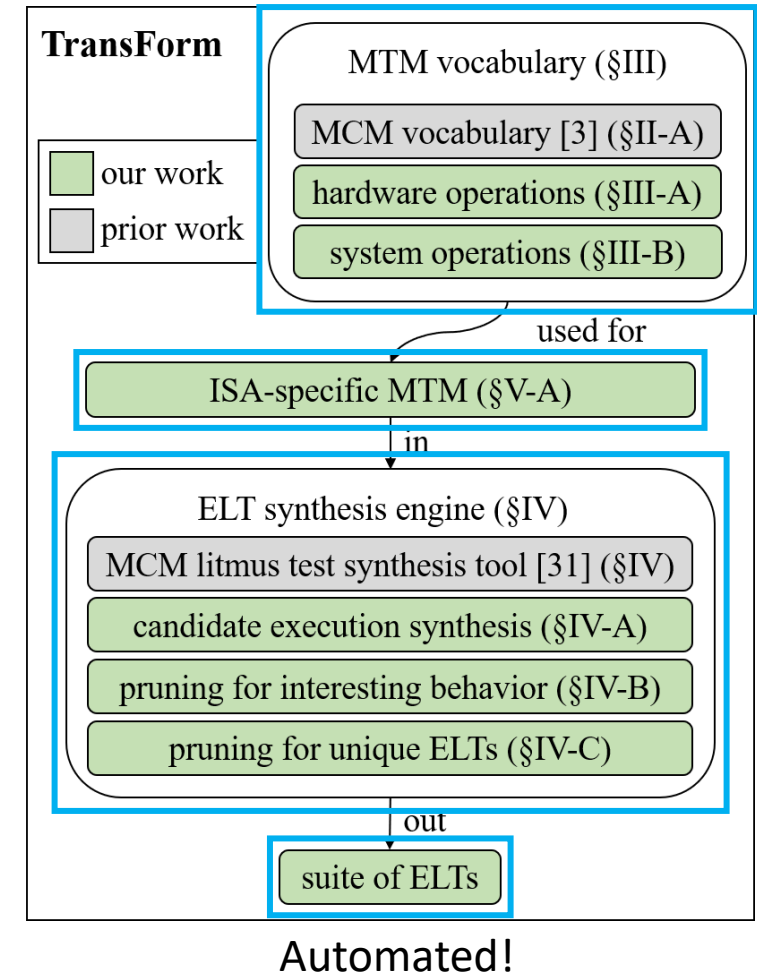 TransForm
MTM vocabulary (§III)
MCM vocabulary [3] (§II-A)
our work
hardware operations (§III-A)
prior work
system operations (§III-B)
used for
ISA-specific MTM (§V-A)
in
ELT synthesis engine (§IV)
MCM litmus test synthesis tool [31] (§IV)
candidate execution synthesis (§IV-A)
pruning for interesting behavior (§IV-B)
pruning for unique ELTs (§IV-C)
out
suite of ELTs
Automated!